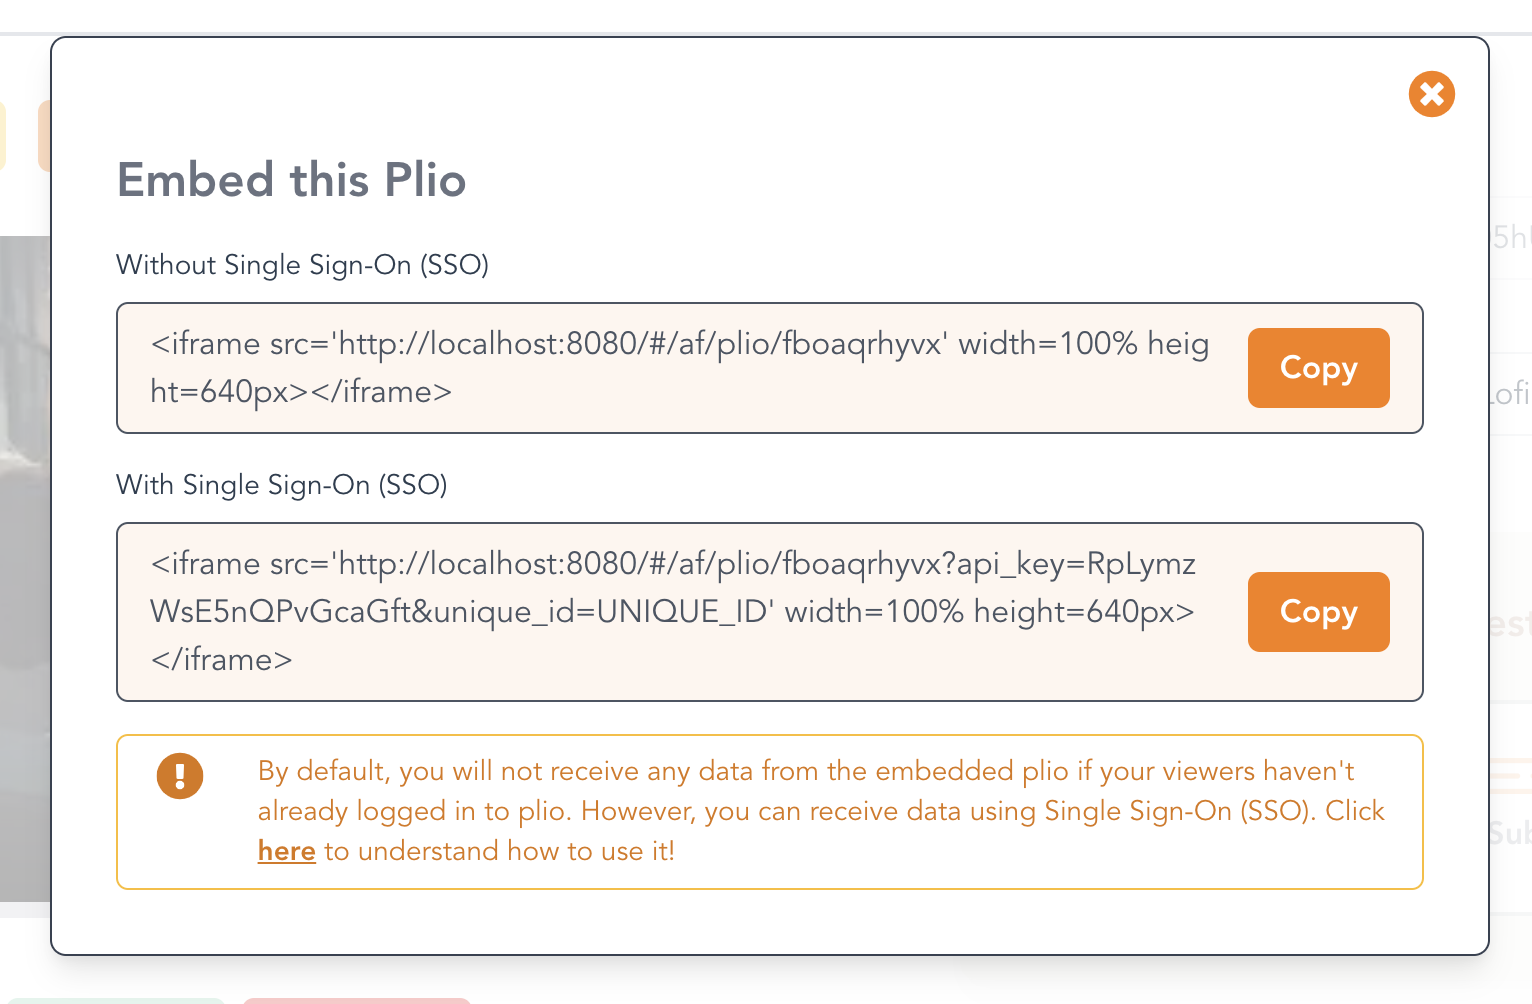 Embed this Plio
Without Single Sign-On (SSO)
<iframe src='http://localhost:8080/#/af/plio/fboaqrhyvx' width=100% heig
ht=640px></iframe>
Copy
With Single Sign-On (SSO)
<iframe src='http://localhost:8080/#/af/plio/fboaqrhyvx?api_key=RpLymz
WsE5nQPvGcaGft&unique_id=UNIQUE_ID' width=100% height=640px>
</iframe>
Copy
By default, you will not receive any data from the embedded plio if your viewers haven't
already logged in to plio. However, you can receive data using Single Sign-On (SSO). Click
here to understand how to use it!